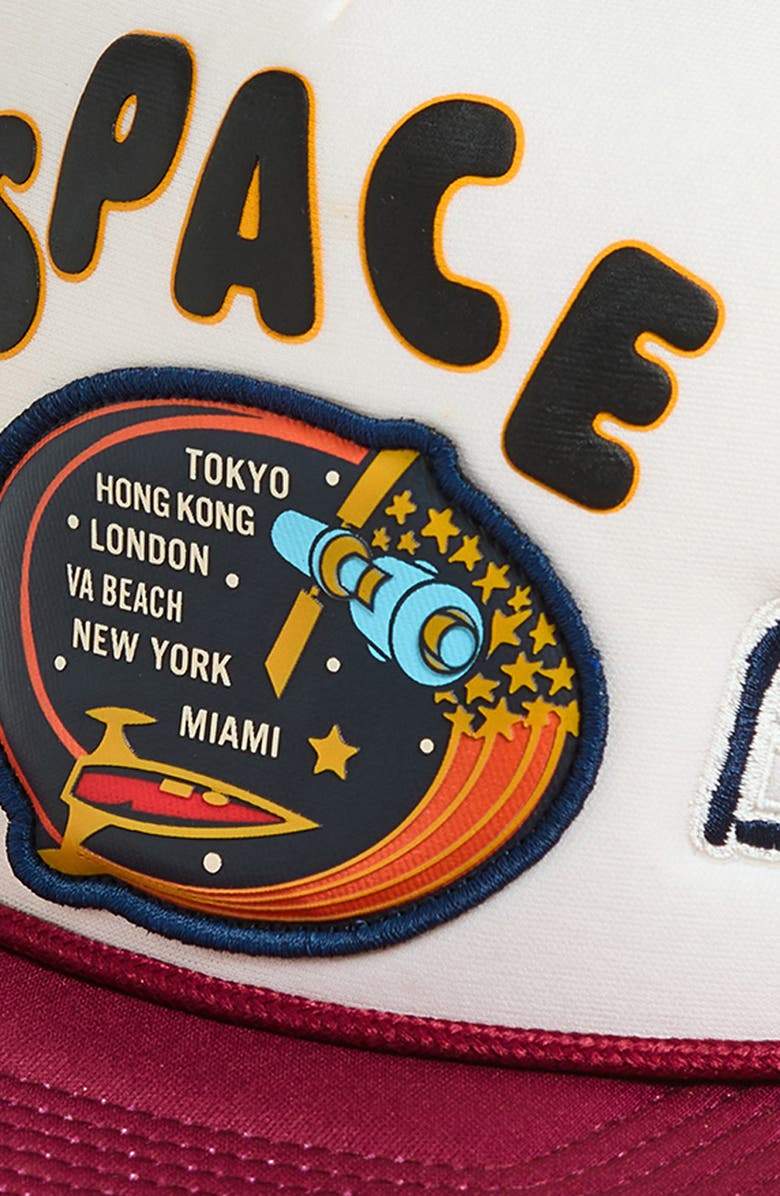 SPACE
TOKYO
HONG KONG
LONDON
VA BEACH
NEW YORK
MIAMI